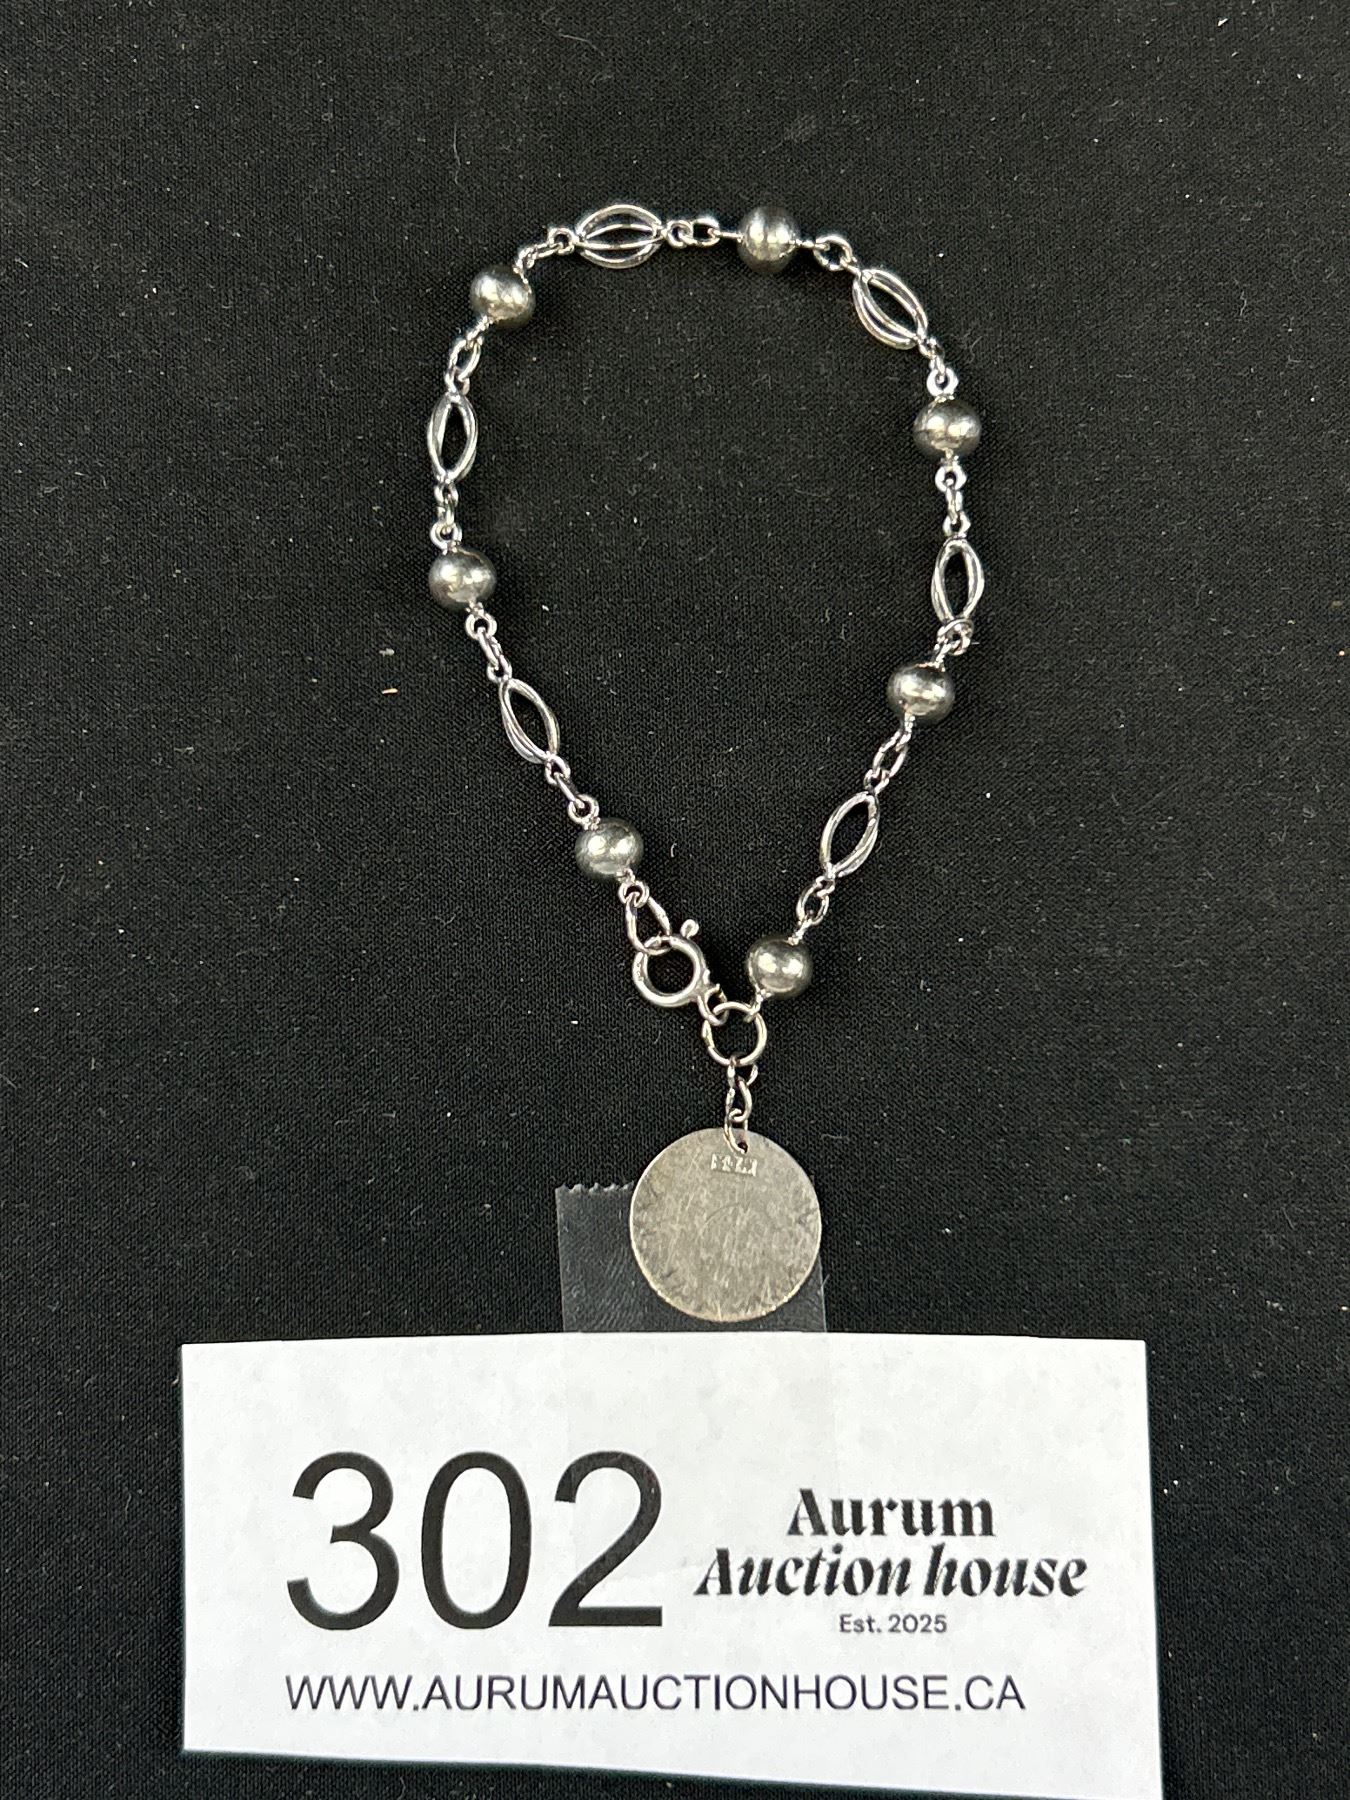 302
Aurum
Auction house
Est. 2025
WWW.AURUMAUCTIONHOUSE.CA